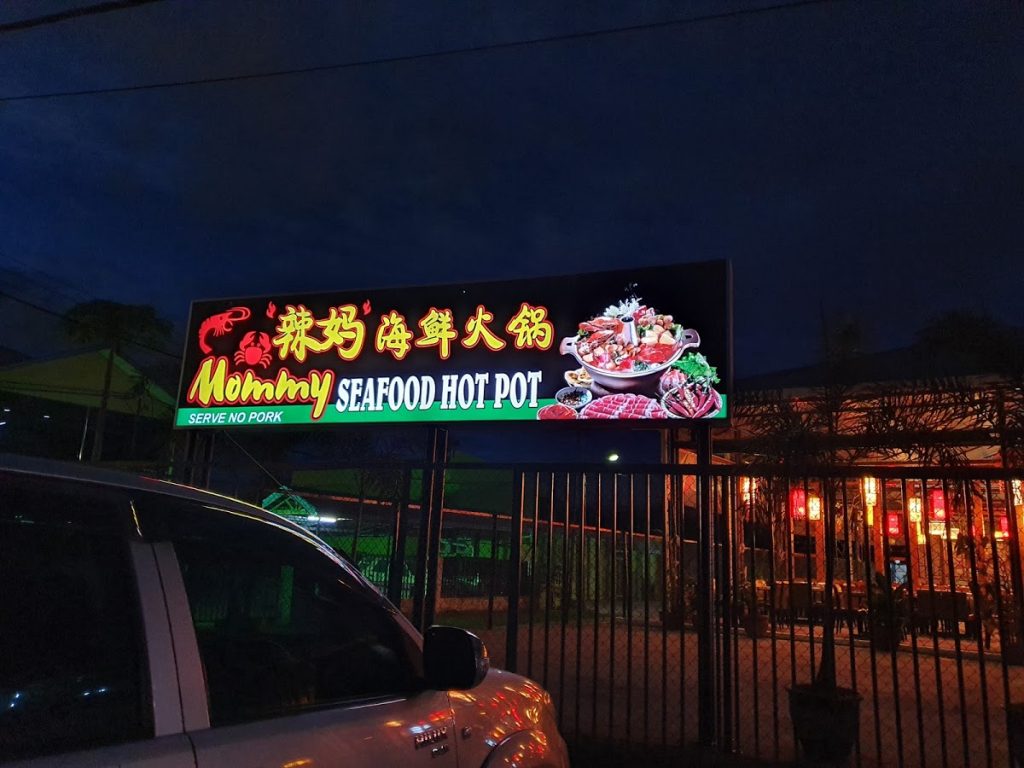 "辣妈"海鲜火锅
Mommy SEAFOOD HOT POT
SERVE NO PORK